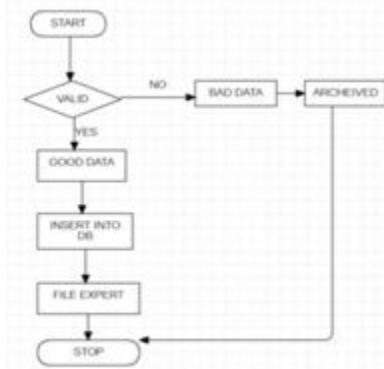 START
VALID
NO
BAD DATA
ARCHEIVED
YES
GOOD DATA
INSERT INTO
DB
FILE EXPERT
STOP